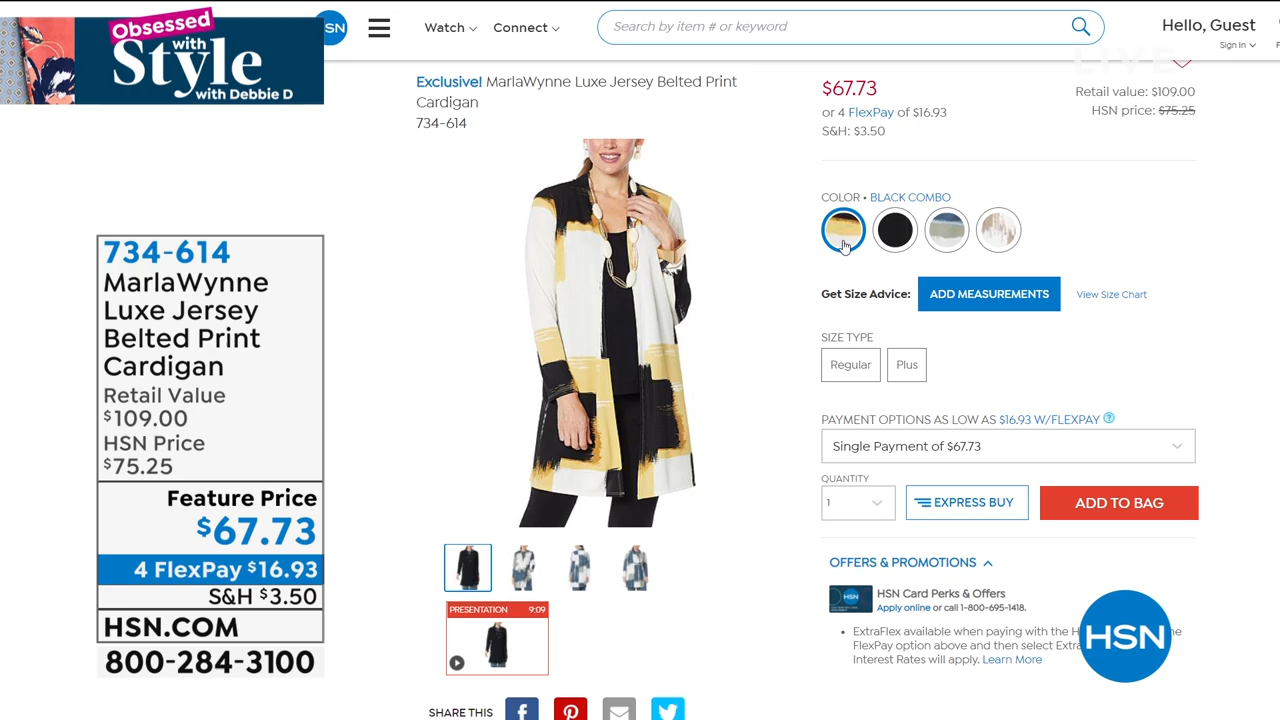 Obsessed
with
Style
with Debbie D
SN
Watch
Connect
Search by item # or keyword
Hello, Guest
Sign In
LIVE
Exclusive! MarlaWynne Luxe Jersey Belted Print
Cardigan
734-614
$67.73
or 4 FlexPay of $16.93
S&H: $3.50
Retail value: $109.00
HSN price: $75.25
COLOR • BLACK COMBO
Get Size Advice:
ADD MEASUREMENTS
View Size Chart
SIZE TYPE
Regular
Plus
PAYMENT OPTIONS AS LOW AS $16.93 W/FLEXPAY ?
Single Payment of $67.73
QUANTITY
1
EXPRESS BUY
ADD TO BAG
OFFERS & PROMOTIONS
HSN
HSN Card Perks & Offers
Apply online or call 1-800-695-1418.
• ExtraFlex available when paying with the H
FlexPay option above and then select Extra
Interest Rates will apply. Learn More
HSN
734-614
MarlaWynne
Luxe Jersey
Belted Print
Cardigan
Retail Value
$109.00
HSN Price
$75.25
Feature Price
$67.73
4 FlexPay $16.93
S&H $3.50
HSN.COM
800-284-3100
PRESENTATION 9:09
SHARE THIS